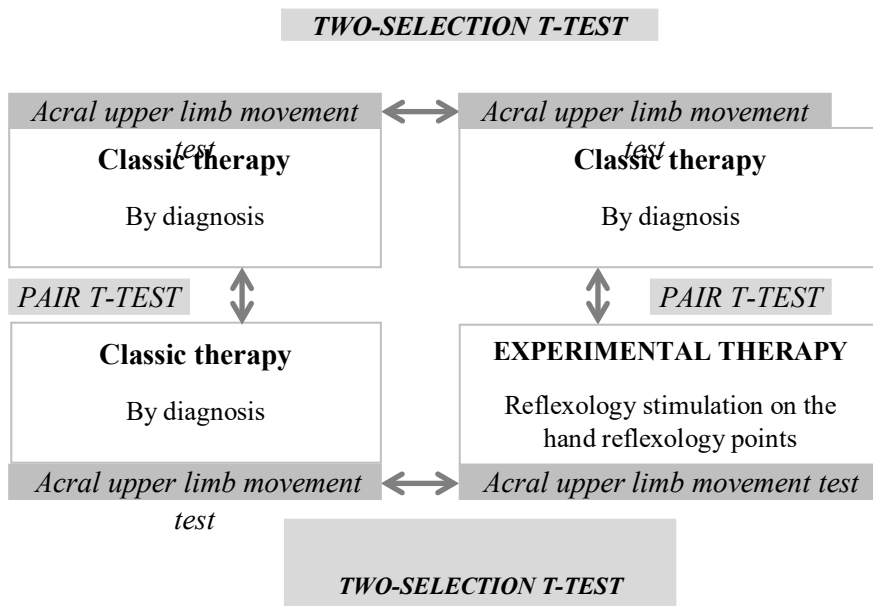 TWO-SELECTION T-TEST
Acral upper limb movement
test
Classic therapy
By diagnosis
Acral upper limb movement
test
Classic therapy
By diagnosis
PAIR T-TEST
PAIR T-TEST
Classic therapy
By diagnosis
Acral upper limb movement
test
EXPERIMENTAL THERAPY
Reflexology stimulation on the
hand reflexology points
Acral upper limb movement test
TWO-SELECTION T-TEST